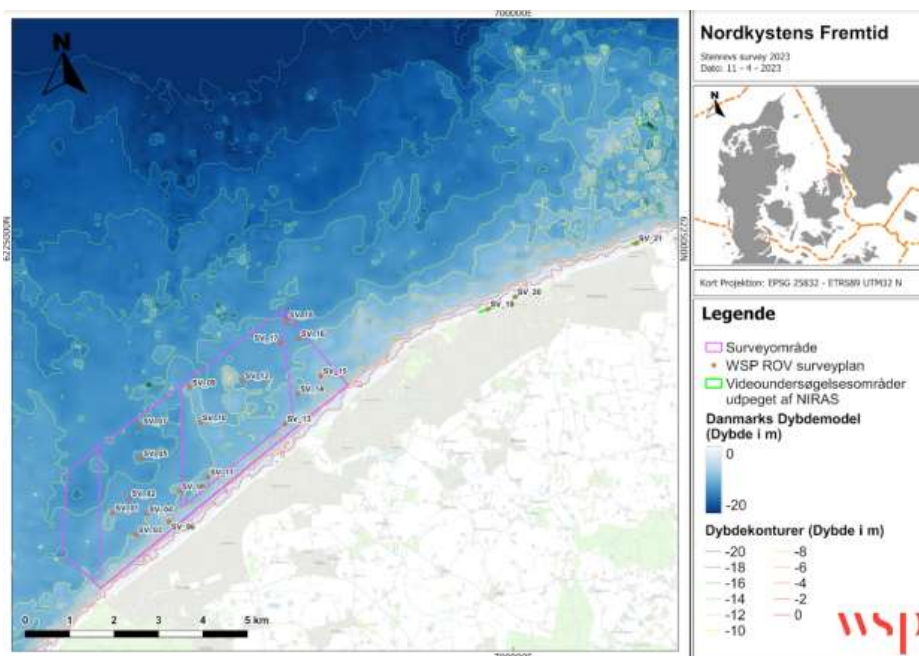 700000E
N
6225000N
6225000N
SV_21
SV_20
SV_19
SV_18
SV_17
SV_16
SV_15
SV_14
SV_13
SV_12
SV_10
SV_09
SV_11
SV_07
SV_05
SV_08
SV_02
SV_01
SV_04
SV_03
SV_06
0 1 2 3 4 5 km
700000E
Nordkystens Fremtid
Stenrevs survey 2023
Dato: 11 - 4 - 2023
N
Kort Projektion: EPSG 25832 - ETRS89 UTM32 N
Legende
Surveyområde
WSP ROV surveyplan
Videoundersøgelsesområder
udpeget af NIRAS
Danmarks Dybdemodel
(Dybde i m)
0
-20
Dybdekonturer (Dybde i m)
-20 -8
-18 -6
-16 -4
-14 -2
-12 0
-10
wsp